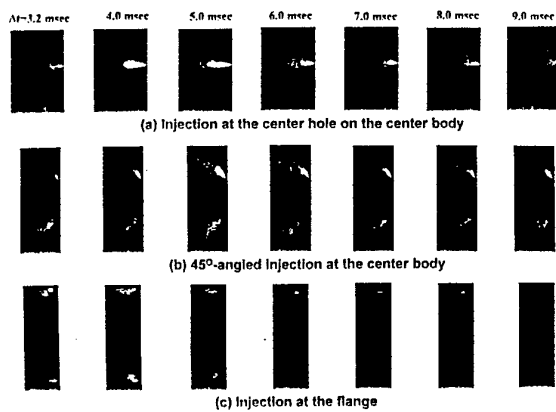 Δt=3.2 msec 4.0 msec 5.0 msec 6.0 msec 7.0 msec 8.0 msec 9.0 msec
(a) Injection at the center hole on the center body
(b) 45º-angled injection at the center body
(c) Injection at the flange